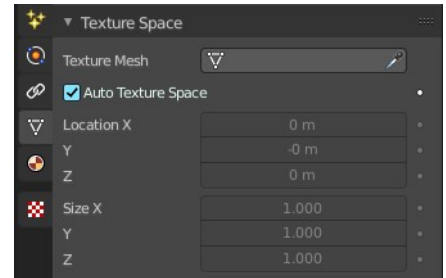 Texture Space
Texture Mesh
Auto Texture Space
Location X 0 m
Y -0 m
Z 0 m
Size X 1.000
Y 1.000
Z 1.000